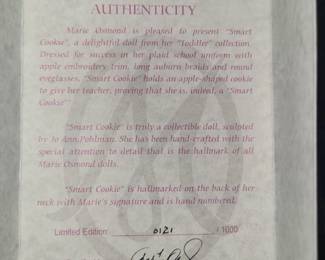 AUTHENTICITY
Marie Osmond is pleased to present "Smart
Cookie", a delightful doll from her "Toddler" collection.
Dressed for success in her plaid school uniform with
apple embroidery trim, long auburn braids and round
eyeglasses, "Smart Cookie" holds an apple-shaped cookie
to give her teacher, proving that she is, indeed, a "Smart
Cookie".
"Smart Cookie" is truly a collectible doll, sculpted
by Jo Ann Pohlman. She has been hand-crafted with the
special attention to detail that is the hallmark of all
Marie Osmond dolls.
"Smart Cookie" is hallmarked on the back of her
neck with Marie's signature and is hand numbered.
Limited Edition: 0121 / 1000